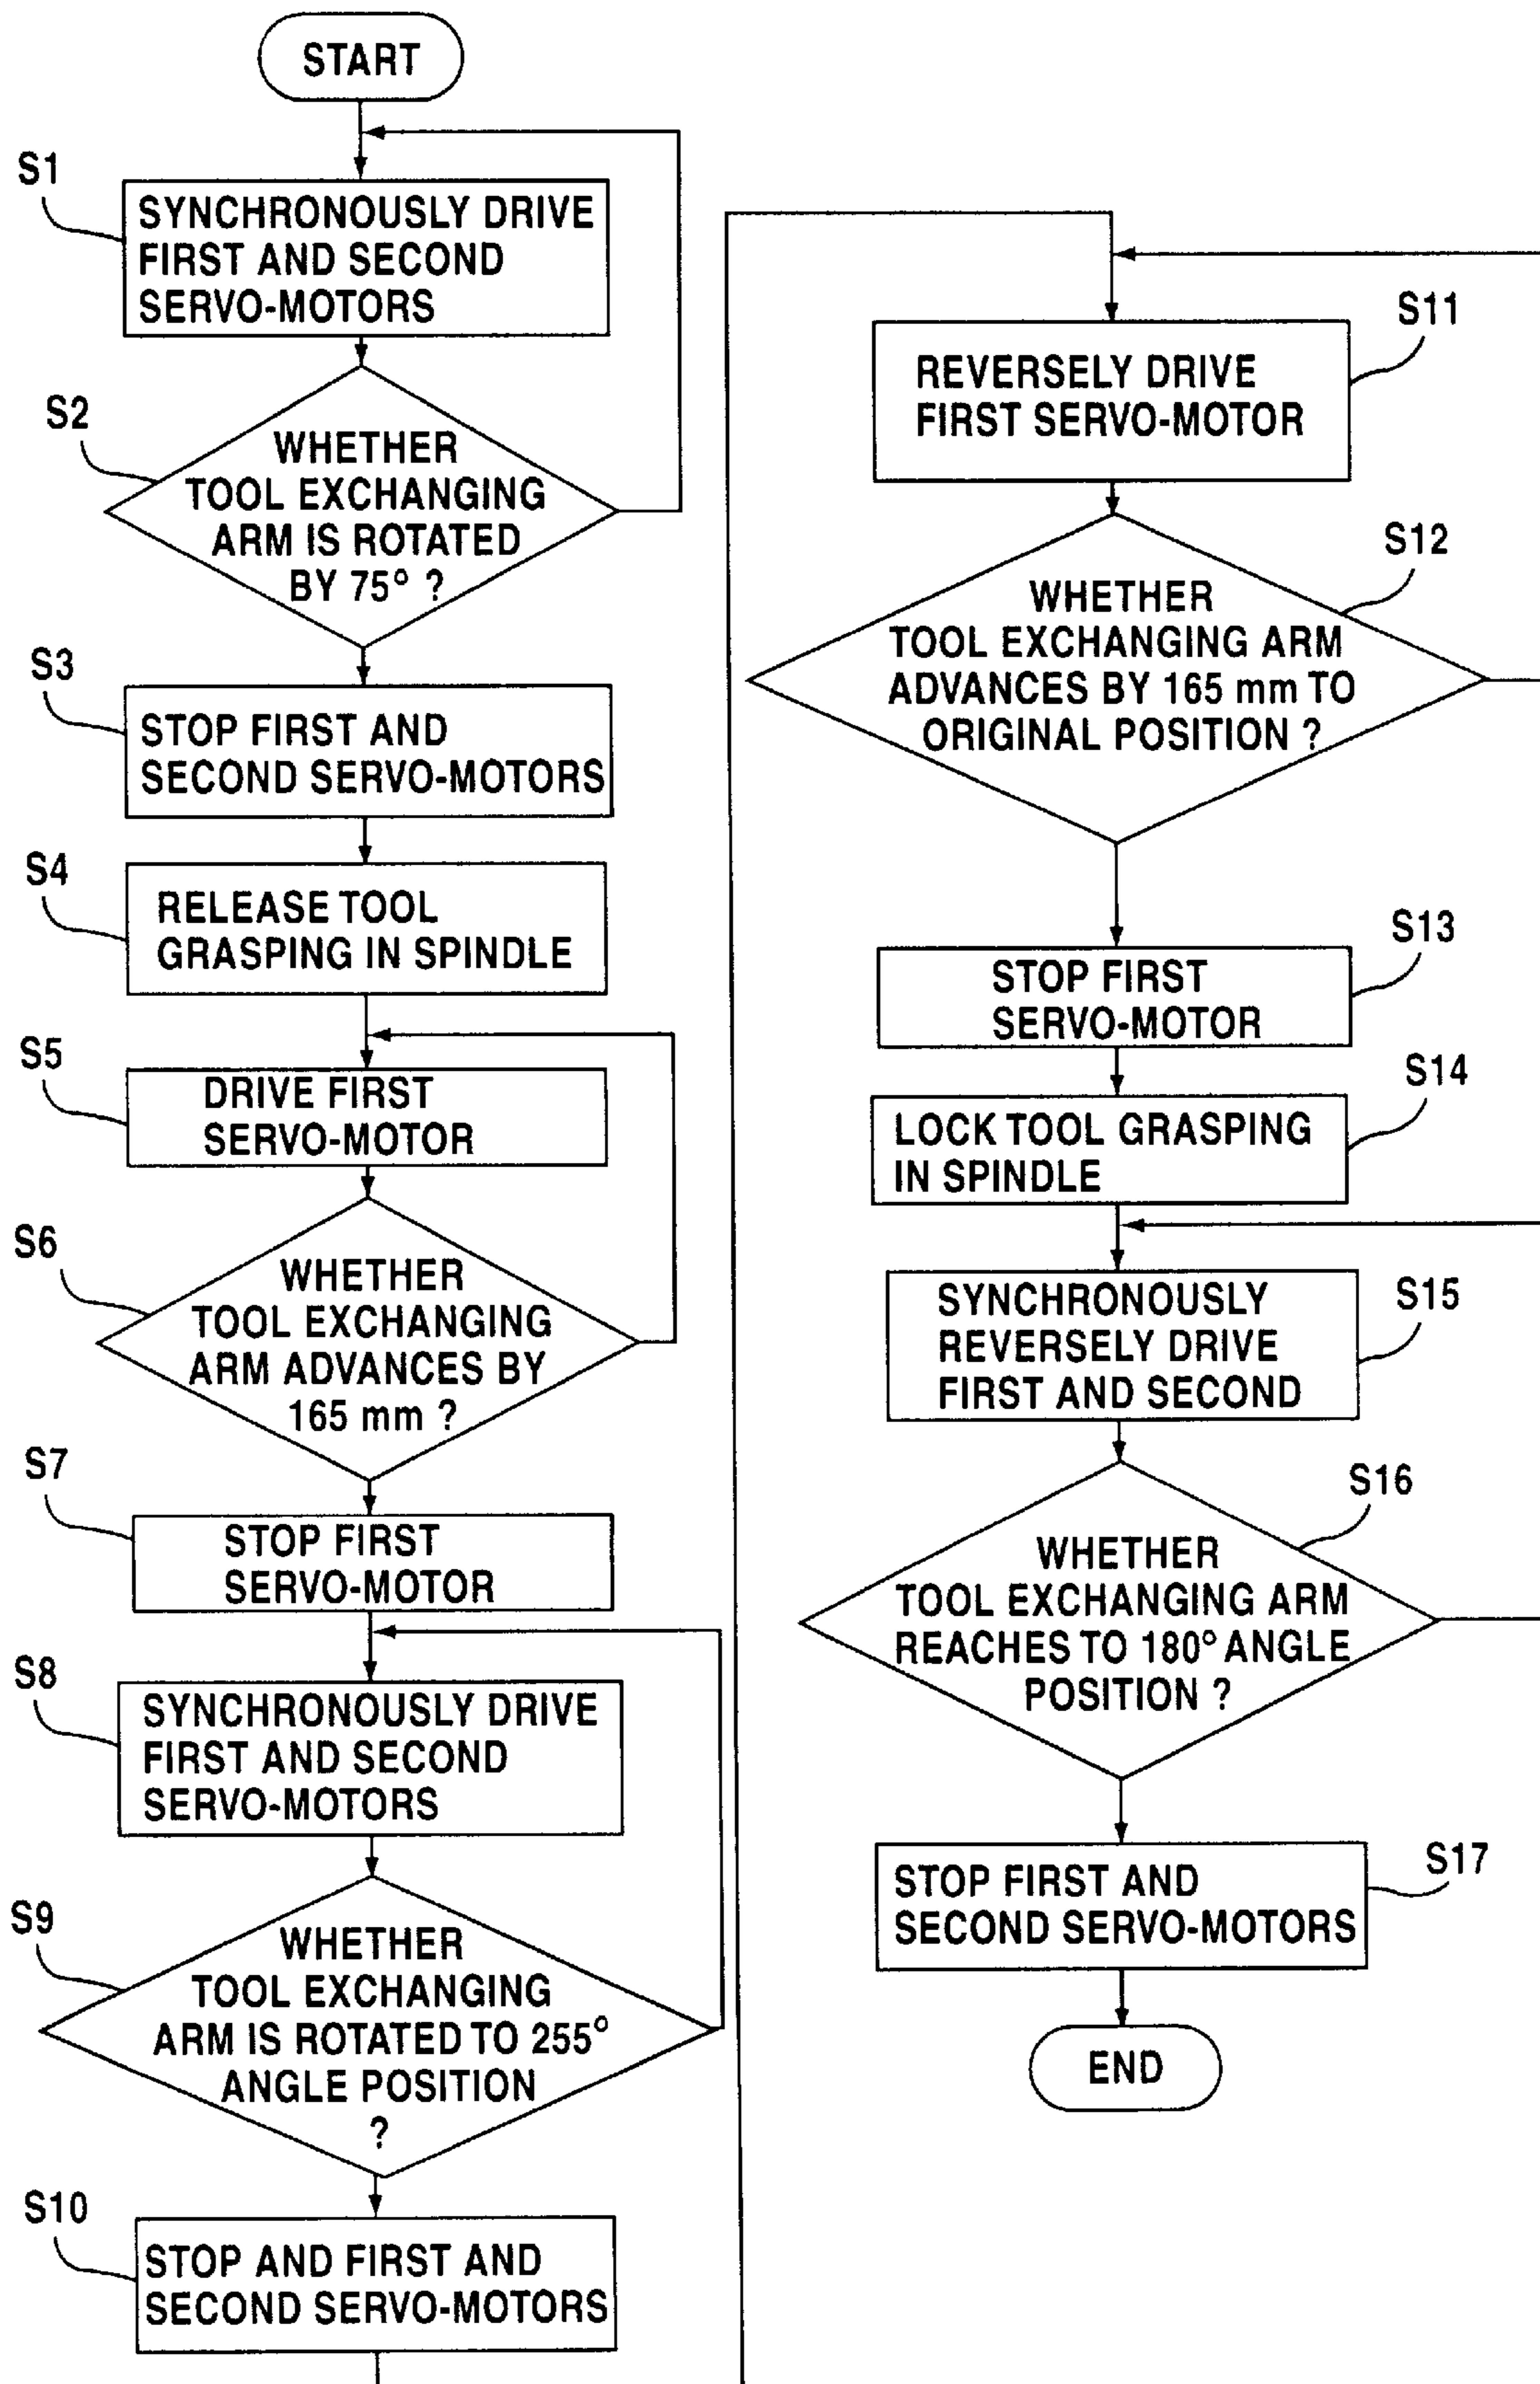 START
S1
SYNCHRONOUSLY DRIVE
FIRST AND SECOND
SERVO-MOTORS
S2
WHETHER
TOOL EXCHANGING
ARM IS ROTATED
BY 75° ?
S3
STOP FIRST AND
SECOND SERVO-MOTORS
S4
RELEASE TOOL
GRASPING IN SPINDLE
S5
DRIVE FIRST
SERVO-MOTOR
S6
WHETHER
TOOL EXCHANGING
ARM ADVANCES BY
165 mm ?
S7
STOP FIRST
SERVO-MOTOR
S8
SYNCHRONOUSLY DRIVE
FIRST AND SECOND
SERVO-MOTORS
S9
WHETHER
TOOL EXCHANGING
ARM IS ROTATED TO 255°
ANGLE POSITION
?
S10
STOP AND FIRST AND
SECOND SERVO-MOTORS
S11
REVERSELY DRIVE
FIRST SERVO-MOTOR
S12
WHETHER
TOOL EXCHANGING ARM
ADVANCES BY 165 mm TO
ORIGINAL POSITION ?
S13
STOP FIRST
SERVO-MOTOR
S14
LOCK TOOL GRASPING
IN SPINDLE
S15
SYNCHRONOUSLY
REVERSELY DRIVE
FIRST AND SECOND
S16
WHETHER
TOOL EXCHANGING ARM
REACHES TO 180° ANGLE
POSITION ?
S17
STOP FIRST AND
SECOND SERVO-MOTORS
END